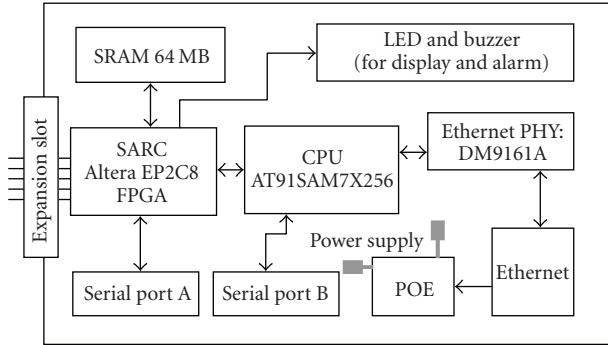 SRAM 64 MB
LED and buzzer
(for display and alarm)
Expansion slot
SARC
Altera EP2C8
FPGA
CPU
AT91SAM7X256
Ethernet PHY:
DM9161A
Power supply
Serial port A
Serial port B
POE
Ethernet